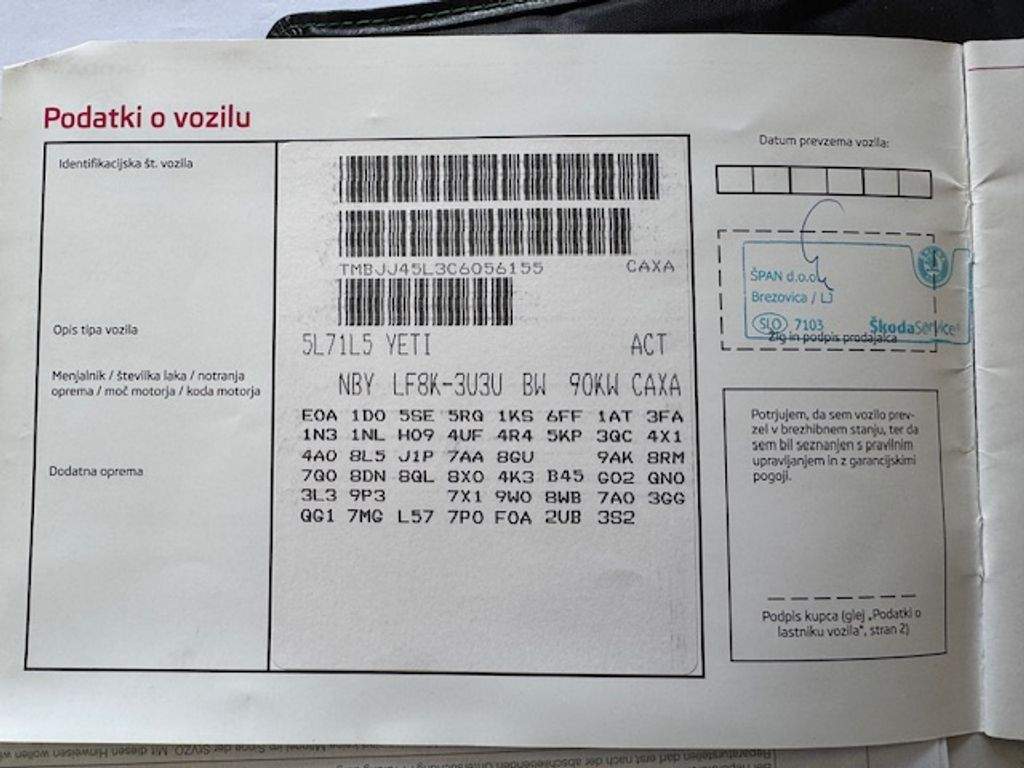 Podatki o vozilu
Identifikacijska št. vozila
TMBJJ45L3C6056155 CAXA
Opis tipa vozila
5L71L5 YETI ACT
Menjalnik / številka laka / notranja
oprema / moč motorja / koda motorja
NBY LF8K-3U3U BW 90KW CAXA
Dodatna oprema
E0A 1D0 5SE 5RQ 1KS 6FF 1AT 3FA
1N3 1NL H09 4UF 4R4 5KP 3QC 4X1
4A0 8L5 J1P 7AA 8GU 9AK 8RM
7Q0 8DN 8QL 8X0 4K3 B45 G02 QN0
3L3 9P3 7X1 9W0 8WB 7A0 3GG
QG1 7MG L57 7P0 F0A 2UB 3S2
Datum prevzema vozila:
ŠPAN d.o.o.
Brezovica / LJ
SLO 7103 ŠkodaService
Žig in podpis prodajalca
Potrjujem, da sem vozilo prev-
zel v brezhibnem stanju, ter da
sem bil seznanjen s pravilnim
upravljanjem in z garancijskimi
pogoji.
Podpis kupca (glej „Podatki o
lastniku vozila“, stran 2)